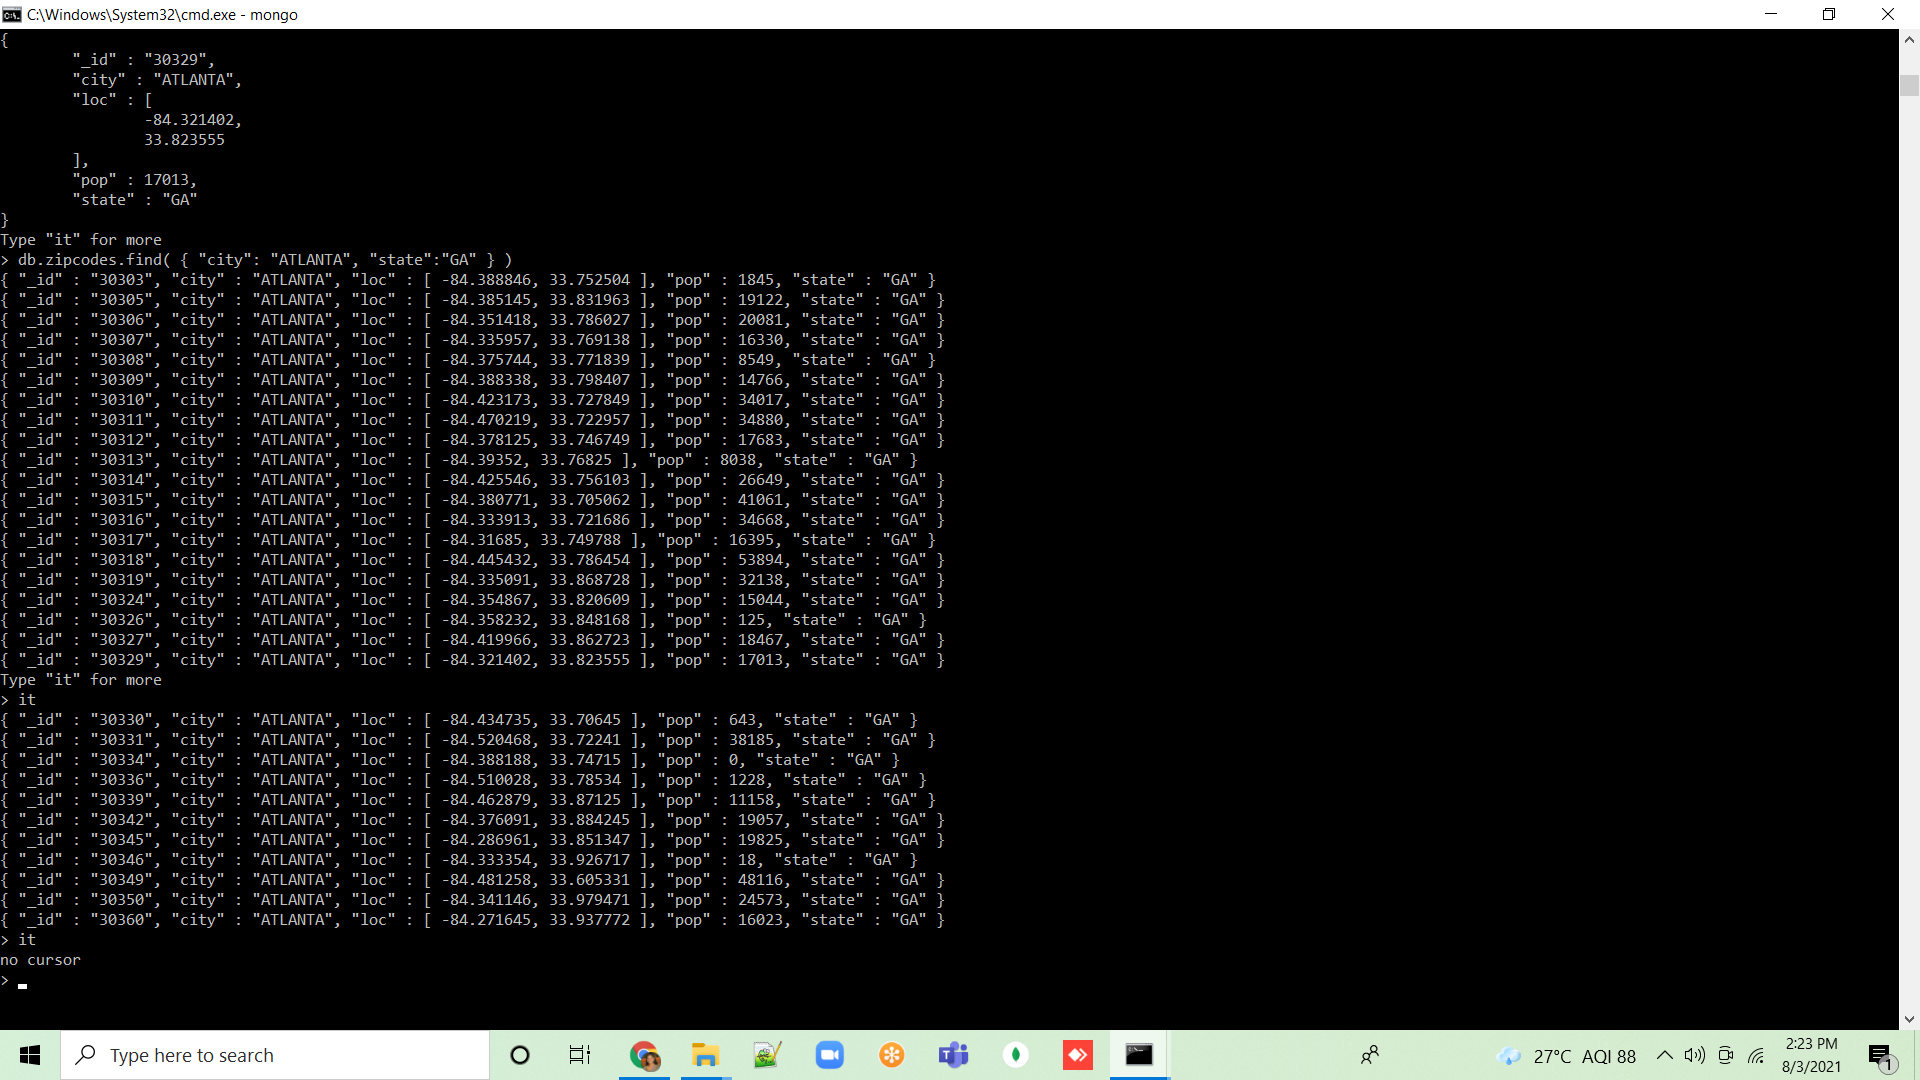 C:\Windows\System32\cmd.exe - mongo
{
"_id" : "30329",
"city" : "ATLANTA",
"loc" : [
-84.321402,
33.823555
],
"pop" : 17013,
"state" : "GA"
}
Type "it" for more
> db.zipcodes.find( { "city": "ATLANTA", "state":"GA" } )
{ "_id" : "30303", "city" : "ATLANTA", "loc" : [ -84.388846, 33.752504 ], "pop" : 1845, "state" : "GA" }
{ "_id" : "30305", "city" : "ATLANTA", "loc" : [ -84.385145, 33.831963 ], "pop" : 19122, "state" : "GA" }
{ "_id" : "30306", "city" : "ATLANTA", "loc" : [ -84.351418, 33.786027 ], "pop" : 20081, "state" : "GA" }
{ "_id" : "30307", "city" : "ATLANTA", "loc" : [ -84.335957, 33.769138 ], "pop" : 16330, "state" : "GA" }
{ "_id" : "30308", "city" : "ATLANTA", "loc" : [ -84.375744, 33.771839 ], "pop" : 8549, "state" : "GA" }
{ "_id" : "30309", "city" : "ATLANTA", "loc" : [ -84.388338, 33.798407 ], "pop" : 14766, "state" : "GA" }
{ "_id" : "30310", "city" : "ATLANTA", "loc" : [ -84.423173, 33.727849 ], "pop" : 34017, "state" : "GA" }
{ "_id" : "30311", "city" : "ATLANTA", "loc" : [ -84.470219, 33.722957 ], "pop" : 34880, "state" : "GA" }
{ "_id" : "30312", "city" : "ATLANTA", "loc" : [ -84.378125, 33.746749 ], "pop" : 17683, "state" : "GA" }
{ "_id" : "30313", "city" : "ATLANTA", "loc" : [ -84.39352, 33.76825 ], "pop" : 8038, "state" : "GA" }
{ "_id" : "30314", "city" : "ATLANTA", "loc" : [ -84.425546, 33.756103 ], "pop" : 26649, "state" : "GA" }
{ "_id" : "30315", "city" : "ATLANTA", "loc" : [ -84.380771, 33.705062 ], "pop" : 41061, "state" : "GA" }
{ "_id" : "30316", "city" : "ATLANTA", "loc" : [ -84.333913, 33.721686 ], "pop" : 34668, "state" : "GA" }
{ "_id" : "30317", "city" : "ATLANTA", "loc" : [ -84.31685, 33.749788 ], "pop" : 16395, "state" : "GA" }
{ "_id" : "30318", "city" : "ATLANTA", "loc" : [ -84.445432, 33.786454 ], "pop" : 53894, "state" : "GA" }
{ "_id" : "30319", "city" : "ATLANTA", "loc" : [ -84.335091, 33.868728 ], "pop" : 32138, "state" : "GA" }
{ "_id" : "30324", "city" : "ATLANTA", "loc" : [ -84.354867, 33.820609 ], "pop" : 15044, "state" : "GA" }
{ "_id" : "30326", "city" : "ATLANTA", "loc" : [ -84.358232, 33.848168 ], "pop" : 125, "state" : "GA" }
{ "_id" : "30327", "city" : "ATLANTA", "loc" : [ -84.419966, 33.862723 ], "pop" : 18467, "state" : "GA" }
{ "_id" : "30329", "city" : "ATLANTA", "loc" : [ -84.321402, 33.823555 ], "pop" : 17013, "state" : "GA" }
Type "it" for more
> it
{ "_id" : "30330", "city" : "ATLANTA", "loc" : [ -84.434735, 33.70645 ], "pop" : 643, "state" : "GA" }
{ "_id" : "30331", "city" : "ATLANTA", "loc" : [ -84.520468, 33.72241 ], "pop" : 38185, "state" : "GA" }
{ "_id" : "30334", "city" : "ATLANTA", "loc" : [ -84.388188, 33.74715 ], "pop" : 0, "state" : "GA" }
{ "_id" : "30336", "city" : "ATLANTA", "loc" : [ -84.510028, 33.78534 ], "pop" : 1228, "state" : "GA" }
{ "_id" : "30339", "city" : "ATLANTA", "loc" : [ -84.462879, 33.87125 ], "pop" : 11158, "state" : "GA" }
{ "_id" : "30342", "city" : "ATLANTA", "loc" : [ -84.376091, 33.884245 ], "pop" : 19057, "state" : "GA" }
{ "_id" : "30345", "city" : "ATLANTA", "loc" : [ -84.286961, 33.851347 ], "pop" : 19825, "state" : "GA" }
{ "_id" : "30346", "city" : "ATLANTA", "loc" : [ -84.333354, 33.926717 ], "pop" : 18, "state" : "GA" }
{ "_id" : "30349", "city" : "ATLANTA", "loc" : [ -84.481258, 33.605331 ], "pop" : 48116, "state" : "GA" }
{ "_id" : "30350", "city" : "ATLANTA", "loc" : [ -84.341146, 33.979471 ], "pop" : 24573, "state" : "GA" }
{ "_id" : "30360", "city" : "ATLANTA", "loc" : [ -84.271645, 33.937772 ], "pop" : 16023, "state" : "GA" }
> it
no cursor
>
Type here to search
27°C AQI 88
2:23 PM
8/3/2021
1